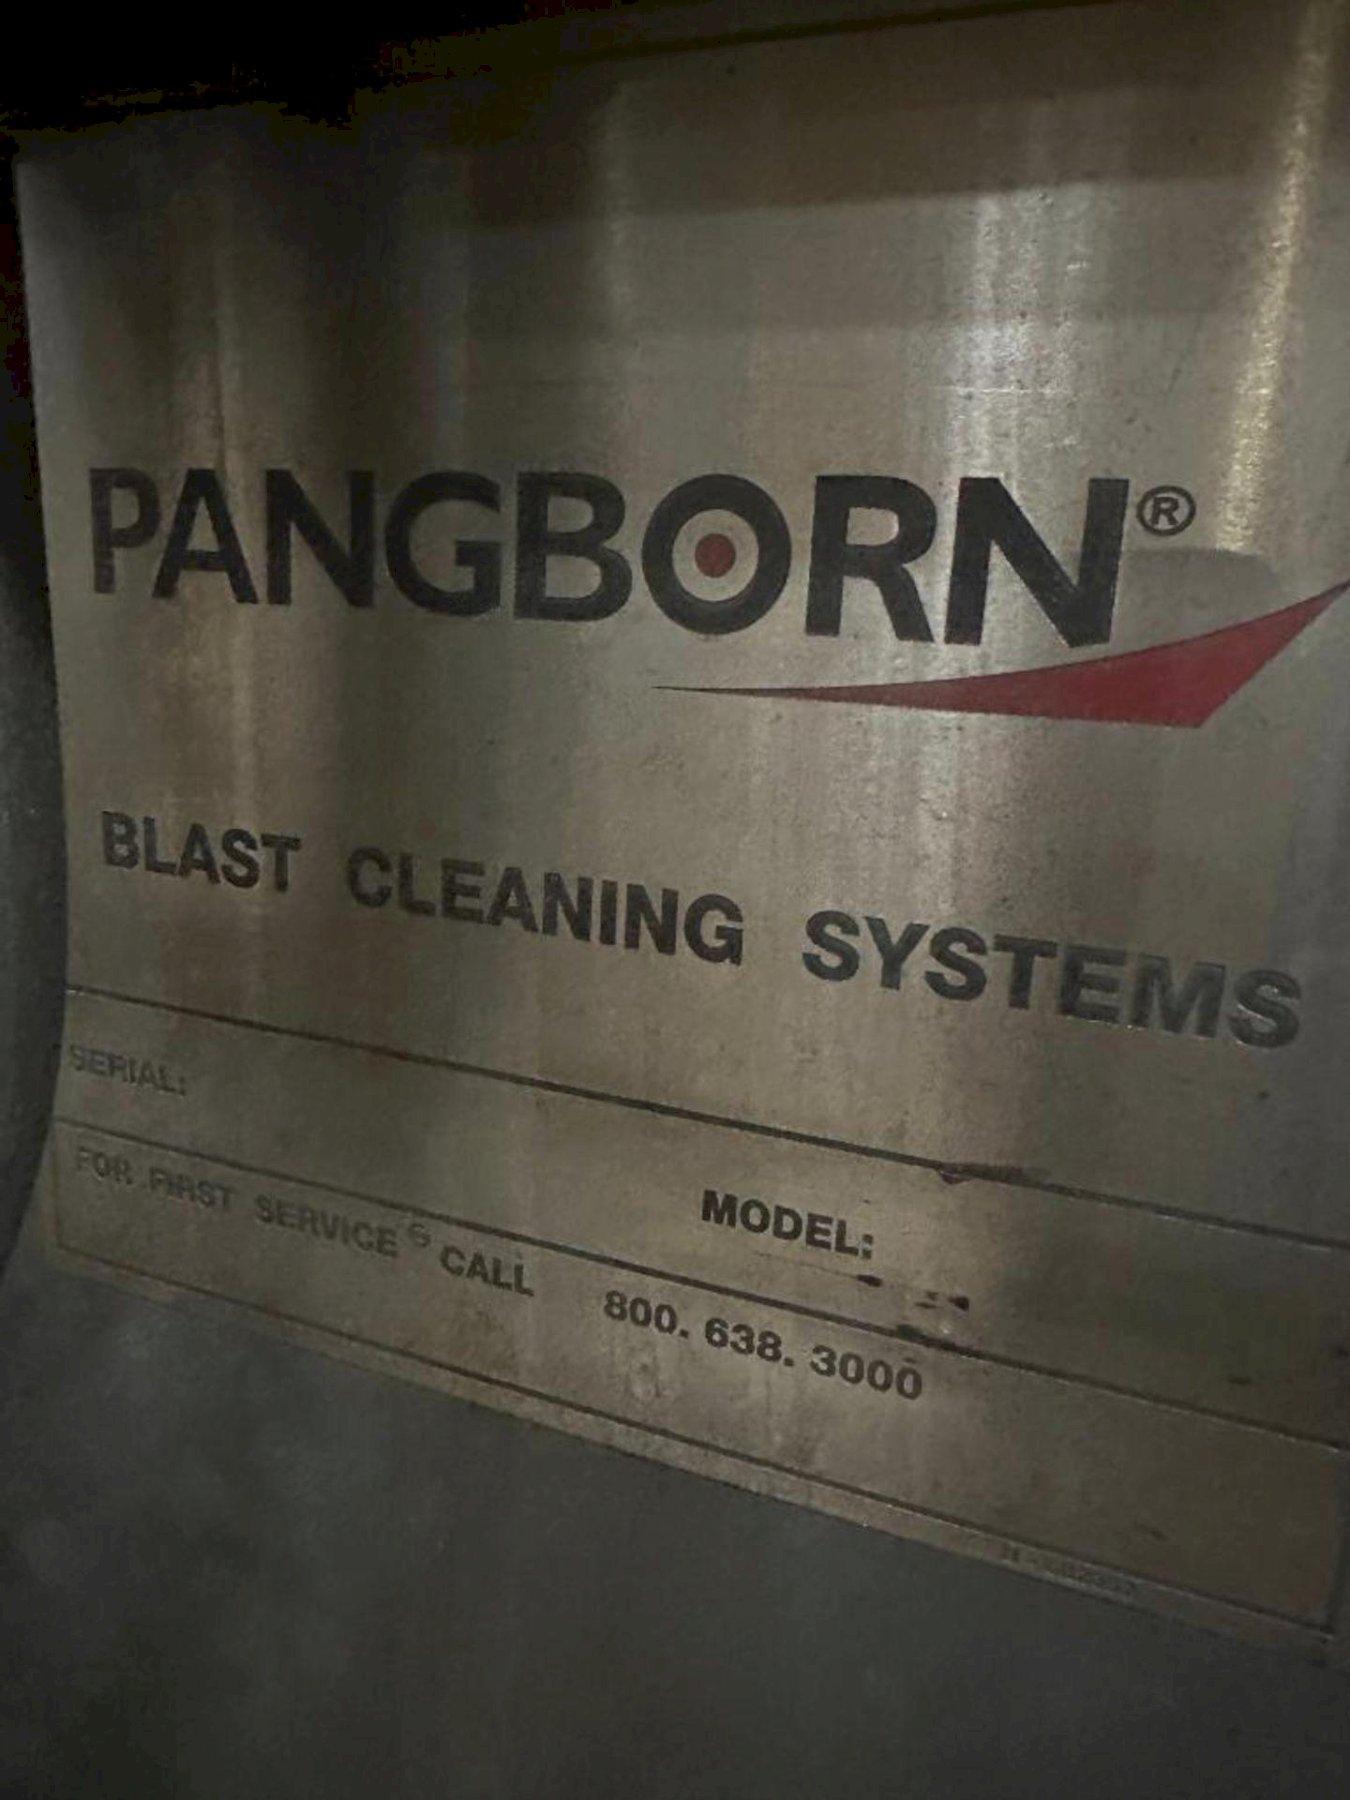 PANGBORN®
BLAST CLEANING SYSTEMS
SERIAL:
MODEL:
FOR FIRST SERVICE CALL 800. 638. 3000